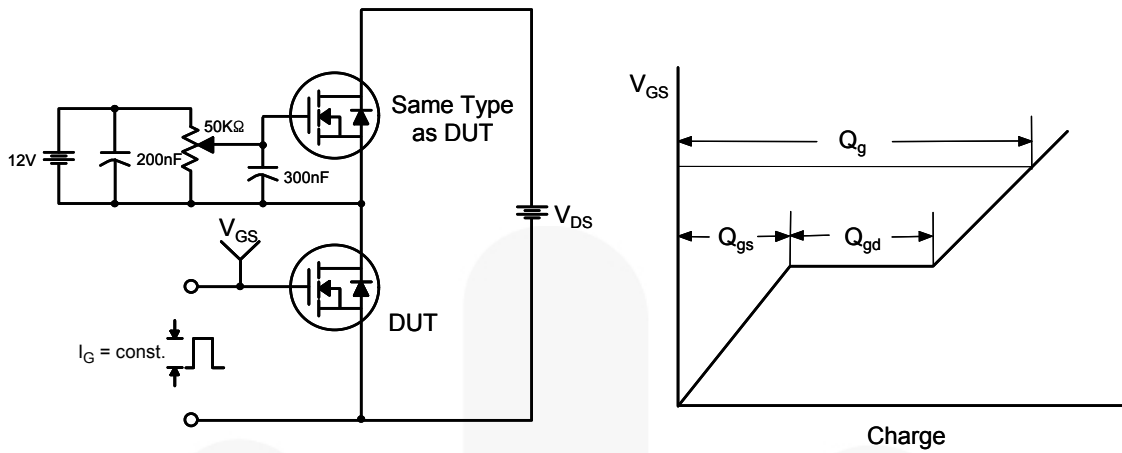 Same Type
as DUT
50KΩ
12V
200nF
300nF
V_GS
V_DS
DUT
I_G = const.
V_GS
Q_g
Q_gs
Q_gd
Charge